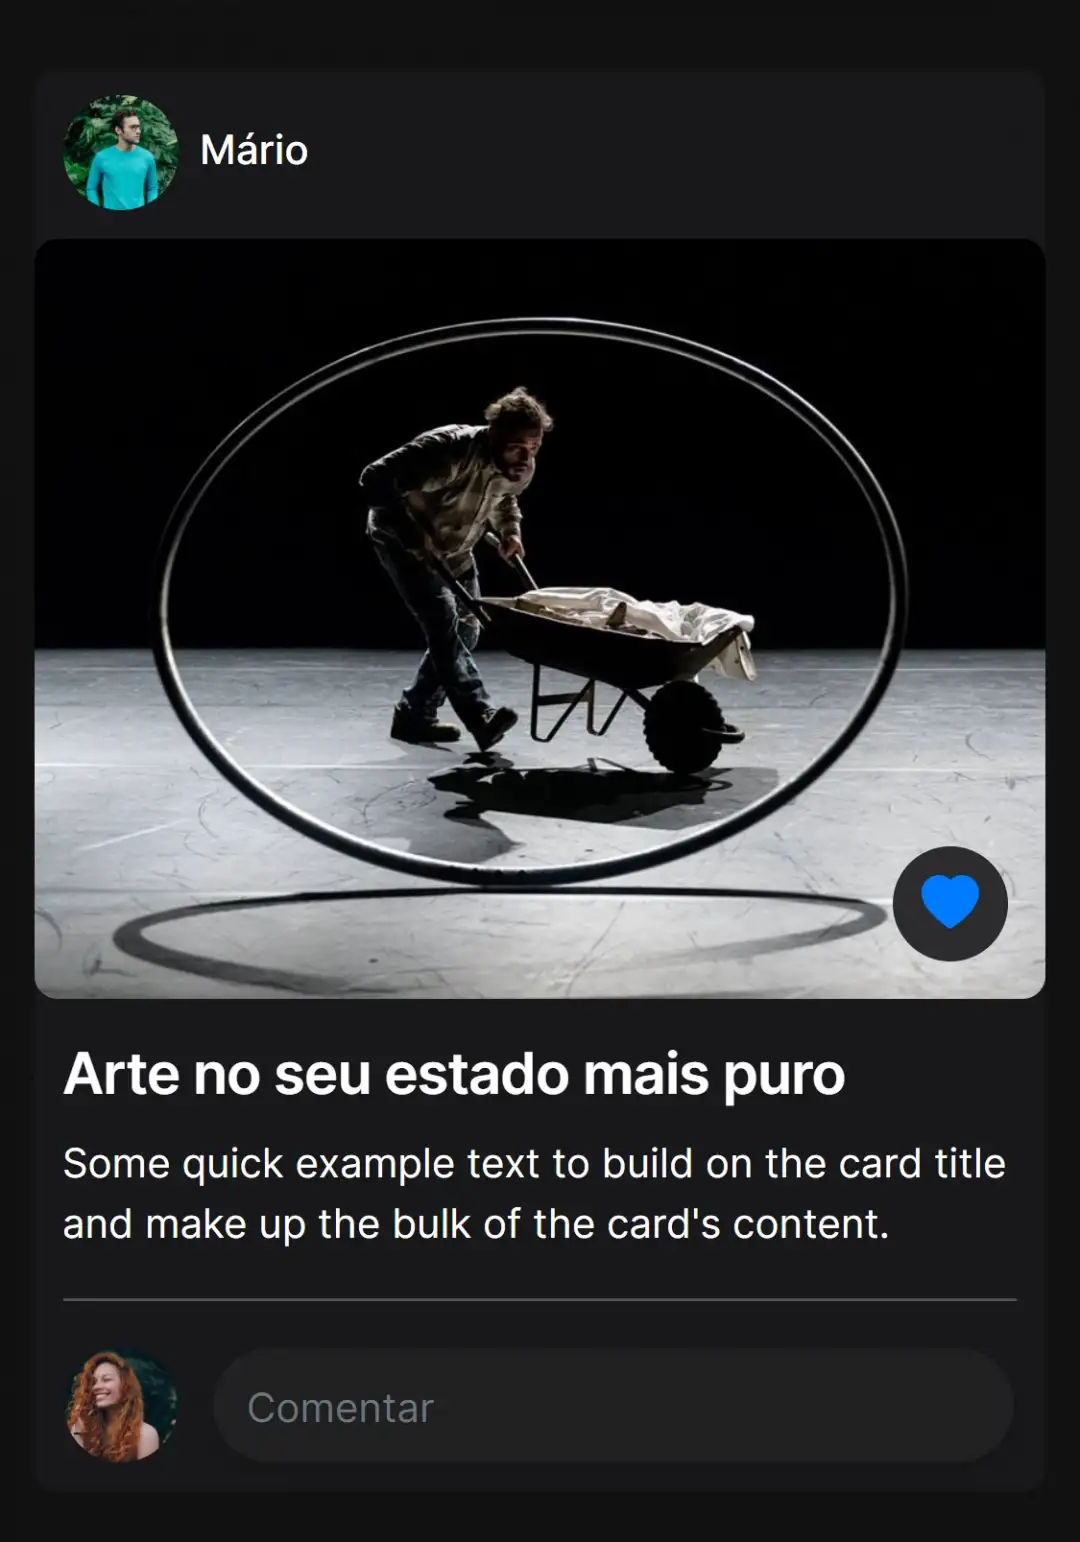 Mário
Arte no seu estado mais puro
Some quick example text to build on the card title
and make up the bulk of the card's content.
Comentar